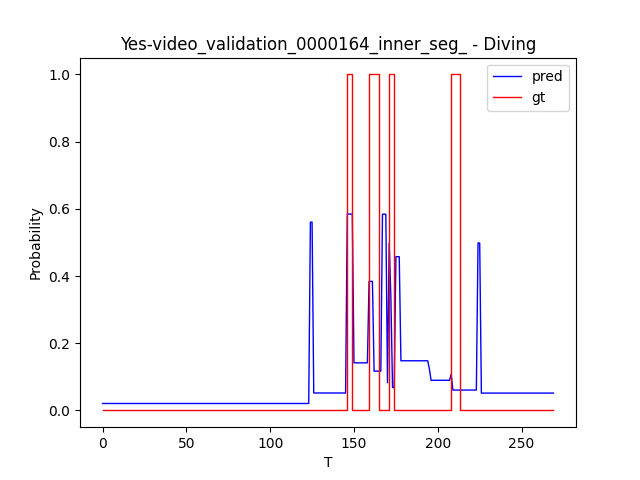 Yes-video_validation_0000164_inner_seg_ - Diving
1.0
0.8
0.6
0.4
0.2
0.0
Probability
pred
gt
0
50
100
150
200
250
T